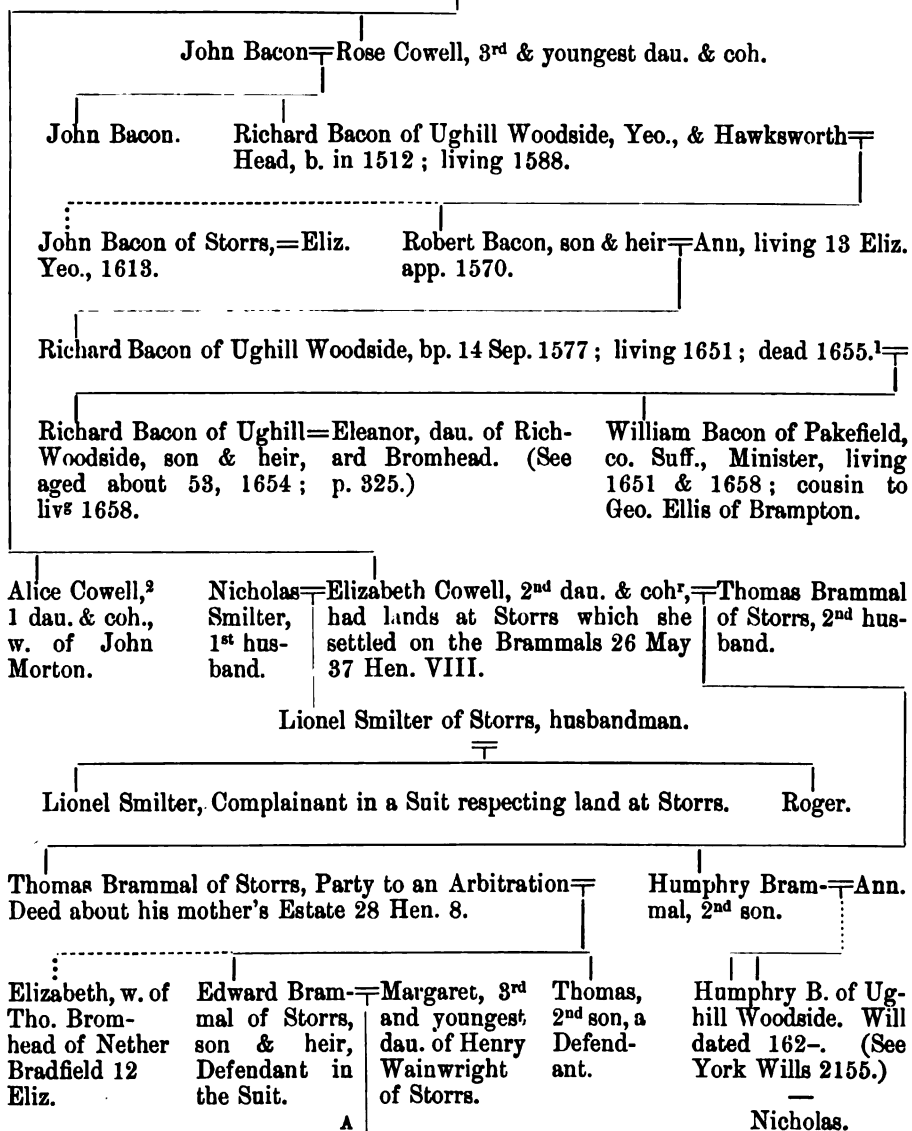 John Bacon=Rose Cowell, 3rd & youngest dau. & coh.
John Bacon.
Richard Bacon of Ughill Woodside, Yeo., & Hawksworth=
Head, b. in 1512 ; living 1588.
John Bacon of Storrs,=Eliz.
Yeo., 1613.
Robert Bacon, son & heir=Ann, living 13 Eliz.
app. 1570.
Richard Bacon of Ughill Woodside, bp. 14 Sep. 1577 ; living 1651 ; dead 1655.¹=
Richard Bacon of Ughill=Eleanor, dau. of Rich-
Woodside, son & heir, ard Bromhead. (See
aged about 53, 1654 ; p. 325.)
livg 1658.
William Bacon of Pakefield,
co. Suff., Minister, living
1651 & 1658 ; cousin to
Geo. Ellis of Brampton.
Alice Cowell,²
1 dau. & coh.,
w. of John
Morton.
Nicholas=
Smilter,
1st hus-
band.
Elizabeth Cowell, 2nd dau. & cohr,=
had lands at Storrs which she
settled on the Brammals 26 May
37 Hen. VIII.
Thomas Brammal
of Storrs, 2nd hus-
band.
Lionel Smilter of Storrs, husbandman.
Lionel Smilter, Complainant in a Suit respecting land at Storrs.
Roger.
Thomas Brammal of Storrs, Party to an Arbitration=
Deed about his mother's Estate 28 Hen. 8.
Humphry Bram-=Ann.
mal, 2nd son.
Elizabeth, w. of
Tho. Brom-
head of Nether
Bradfield 12
Eliz.
Edward Bram-=
mal of Storrs,
son & heir,
Defendant in
the Suit.
Margaret, 3rd
and youngest
dau. of Henry
Wainwright
of Storrs.
Thomas,
2nd son, a
Defend-
ant.
Humphry B. of Ug-
hill Woodside. Will
dated 162–. (See
York Wills 2155.)
—
Nicholas.
A